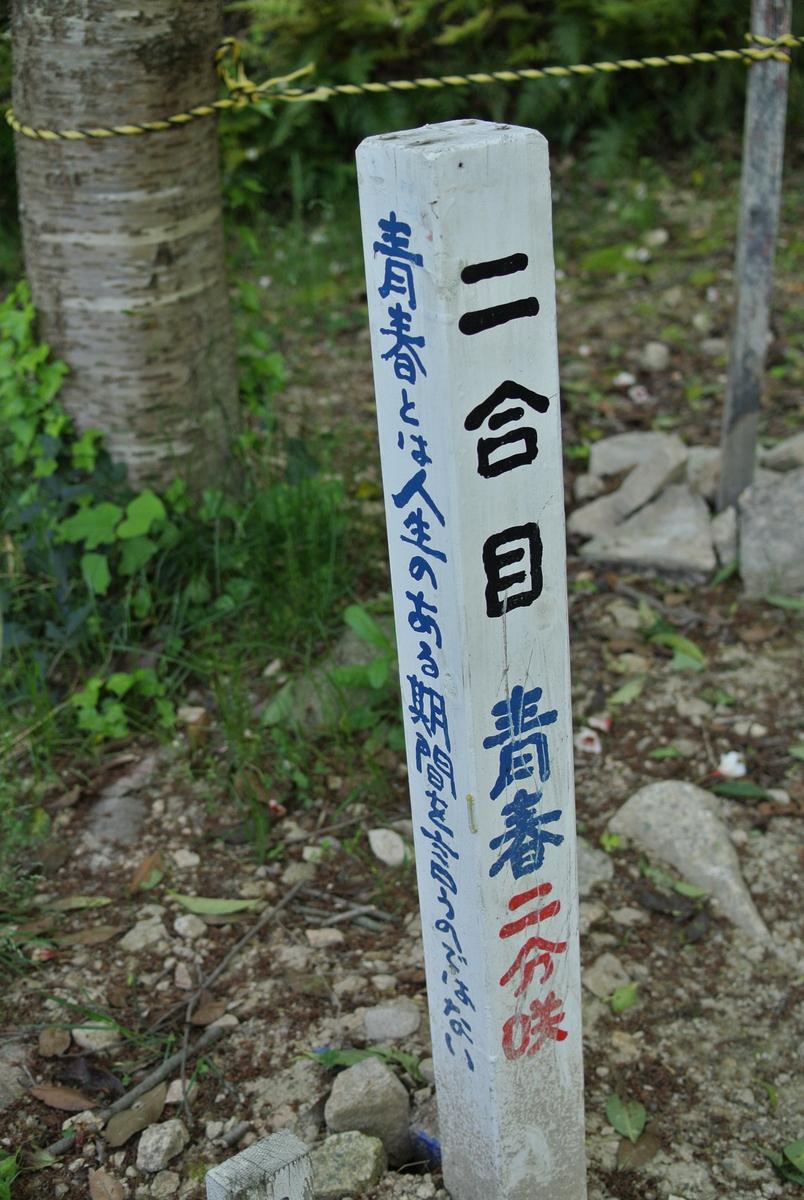 二合目 青春 二分咲
青春とは人生のある期間を言うのではない